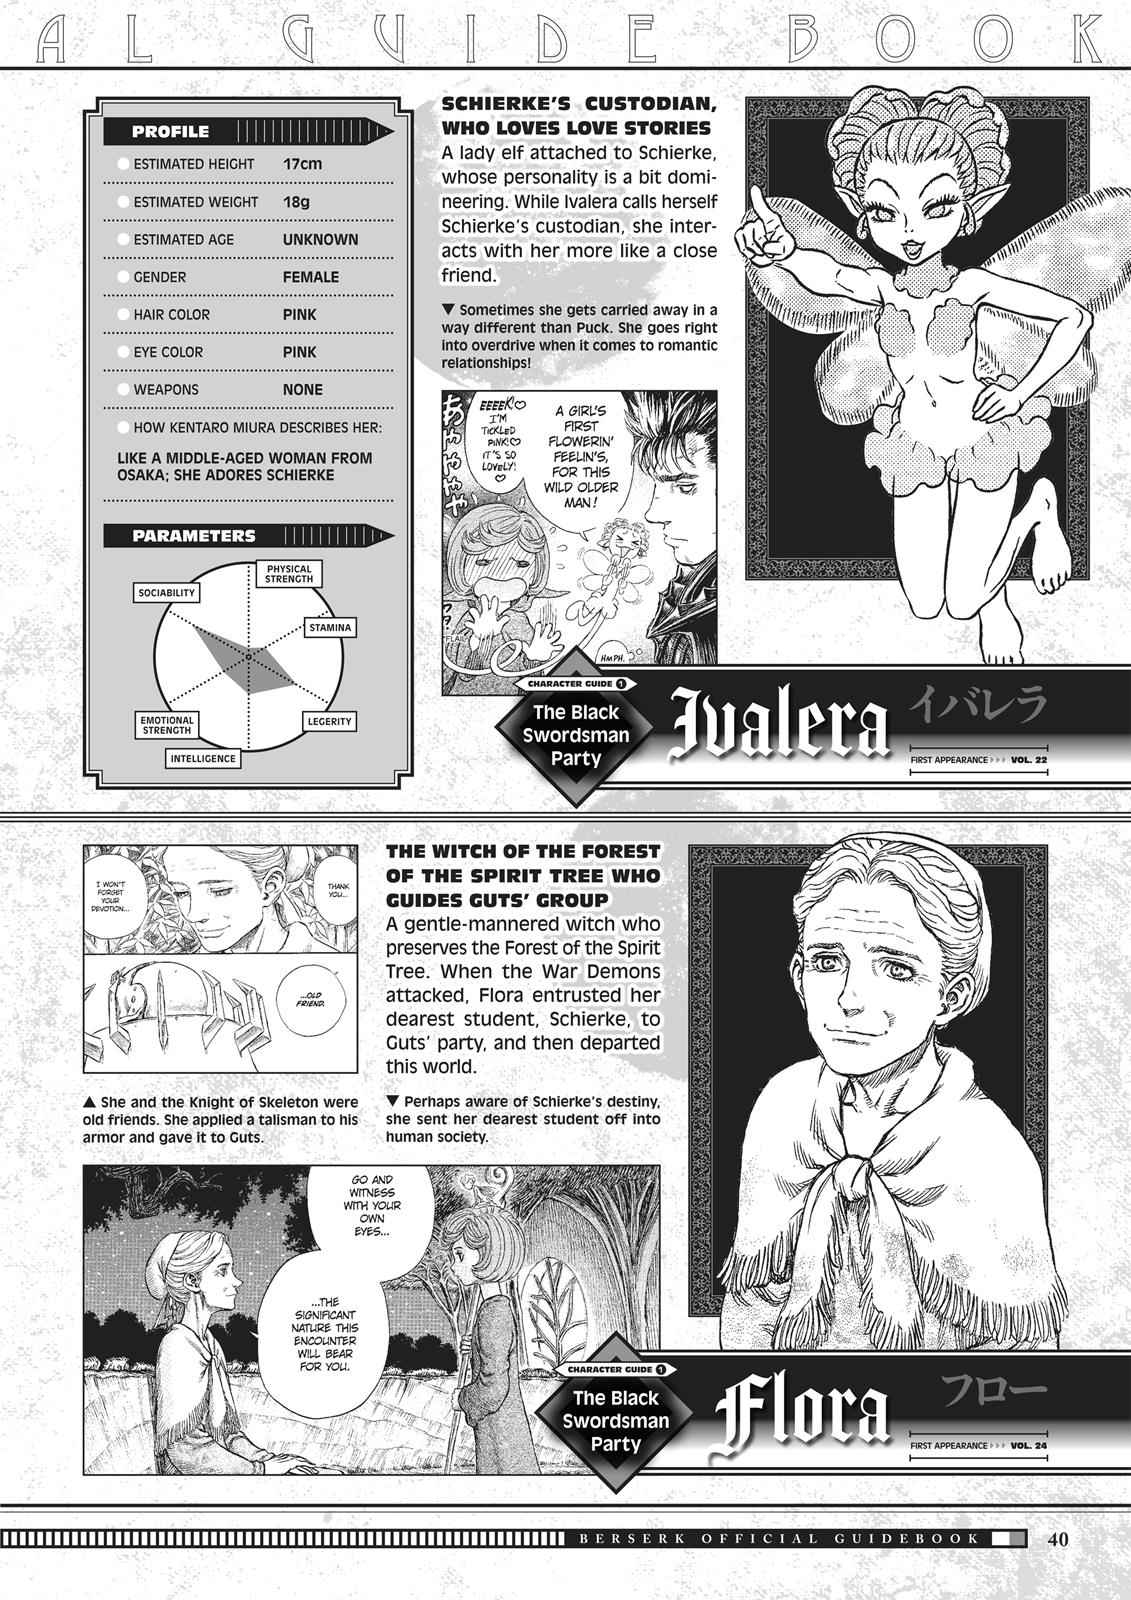 AL GUIDE BOOK
PROFILE
ESTIMATED HEIGHT 17cm
ESTIMATED WEIGHT 18g
ESTIMATED AGE UNKNOWN
GENDER FEMALE
HAIR COLOR PINK
EYE COLOR PINK
WEAPONS NONE
HOW KENTARO MIURA DESCRIBES HER:
LIKE A MIDDLE-AGED WOMAN FROM
OSAKA; SHE ADORES SCHIERKE
PARAMETERS
PHYSICAL
STRENGTH
SOCIABILITY
STAMINA
EMOTIONAL
STRENGTH
LEGERITY
INTELLIGENCE
SCHIERKE'S CUSTODIAN,
WHO LOVES LOVE STORIES
A lady elf attached to Schierke,
whose personality is a bit domi-
neering. While Ivalera calls herself
Schierke's custodian, she inter-
acts with her more like a close
friend.
▼ Sometimes she gets carried away in a
way different than Puck. She goes right
into overdrive when it comes to romantic
relationships!
EEEEK!♡
I'M
TICKLED
PINK!♡
IT'S SO
LOVELY!
♡
A GIRL'S
FIRST
FLOWERIN'
FEELIN'S,
FOR THIS
WILD OLDER
MAN!
FLAIL
HMPH.
CHARACTER GUIDE 1
The Black
Swordsman
Party
Ivalera
イバレラ
FIRST APPEARANCE VOL. 22
I WON'T
FORGET
YOUR
DEVOTION...
THANK
YOU...
...OLD
FRIEND.
▲ She and the Knight of Skeleton were
old friends. She applied a talisman to his
armor and gave it to Guts.
THE WITCH OF THE FOREST
OF THE SPIRIT TREE WHO
GUIDES GUTS' GROUP
A gentle-mannered witch who
preserves the Forest of the Spirit
Tree. When the War Demons
attacked, Flora entrusted her
dearest student, Schierke, to
Guts' party, and then departed
this world.
▼ Perhaps aware of Schierke's destiny,
she sent her dearest student off into
human society.
GO AND
WITNESS
WITH YOUR
OWN
EYES...
...THE
SIGNIFICANT
NATURE THIS
ENCOUNTER
WILL BEAR
FOR YOU.
CHARACTER GUIDE 1
The Black
Swordsman
Party
Flora
フローラ
FIRST APPEARANCE VOL. 24
BERSERK OFFICIAL GUIDEBOOK
40